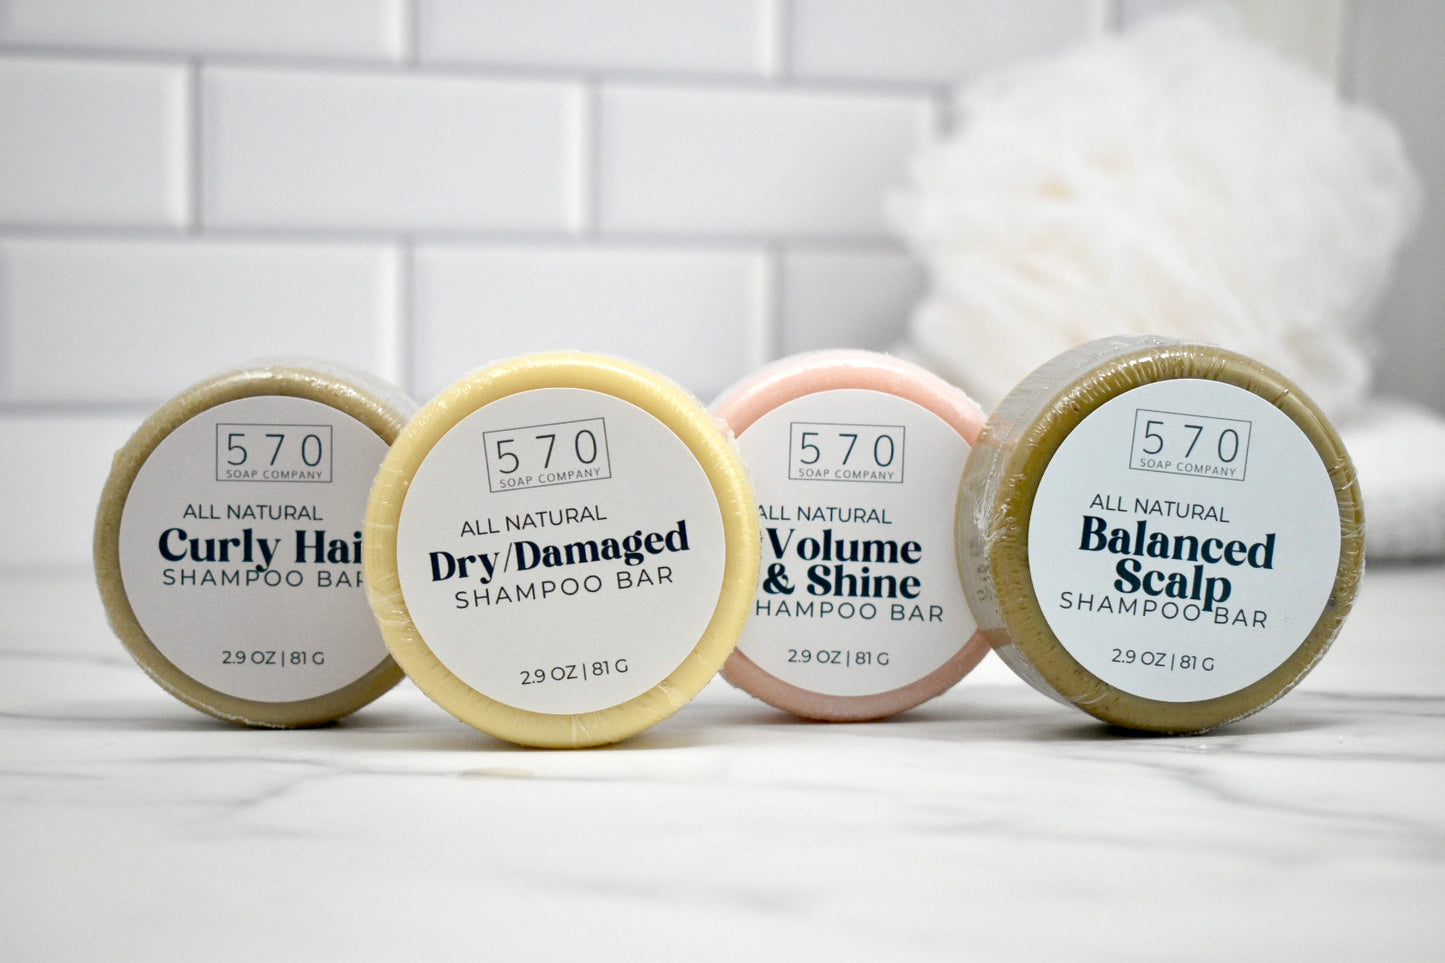 570
SOAP COMPANY
ALL NATURAL
Curly Hai
SHAMPOO BAR
2.9 OZ | 81 G
570
SOAP COMPANY
ALL NATURAL
Dry/Damaged
SHAMPOO BAR
2.9 OZ | 81 G
570
SOAP COMPANY
ALL NATURAL
Volume
& Shine
HAMPOO BAR
2.9 OZ | 81 G
570
SOAP COMPANY
ALL NATURAL
Balanced
Scalp
SHAMPOO BAR
2.9 OZ | 81 G